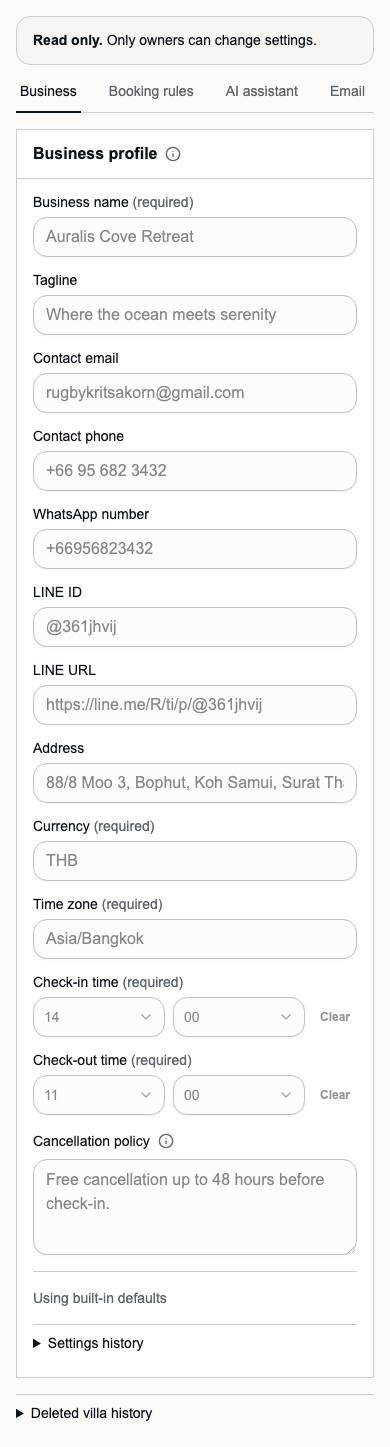 Read only. Only owners can change settings.
Business Booking rules AI assistant Email
Business profile
Business name (required)
Auralis Cove Retreat
Tagline
Where the ocean meets serenity
Contact email
rugbykritsakorn@gmail.com
Contact phone
+66 95 682 3432
WhatsApp number
+66956823432
LINE ID
@361jhvij
LINE URL
https://line.me/R/ti/p/@361jhvij
Address
88/8 Moo 3, Bophut, Koh Samui, Surat
Currency (required)
THB
Time zone (required)
Asia/Bangkok
Check-in time (required)
14 00 Clear
Check-out time (required)
11 00 Clear
Cancellation policy
Free cancellation up to 48 hours before
check-in.
Using built-in defaults
Settings history
Deleted villa history